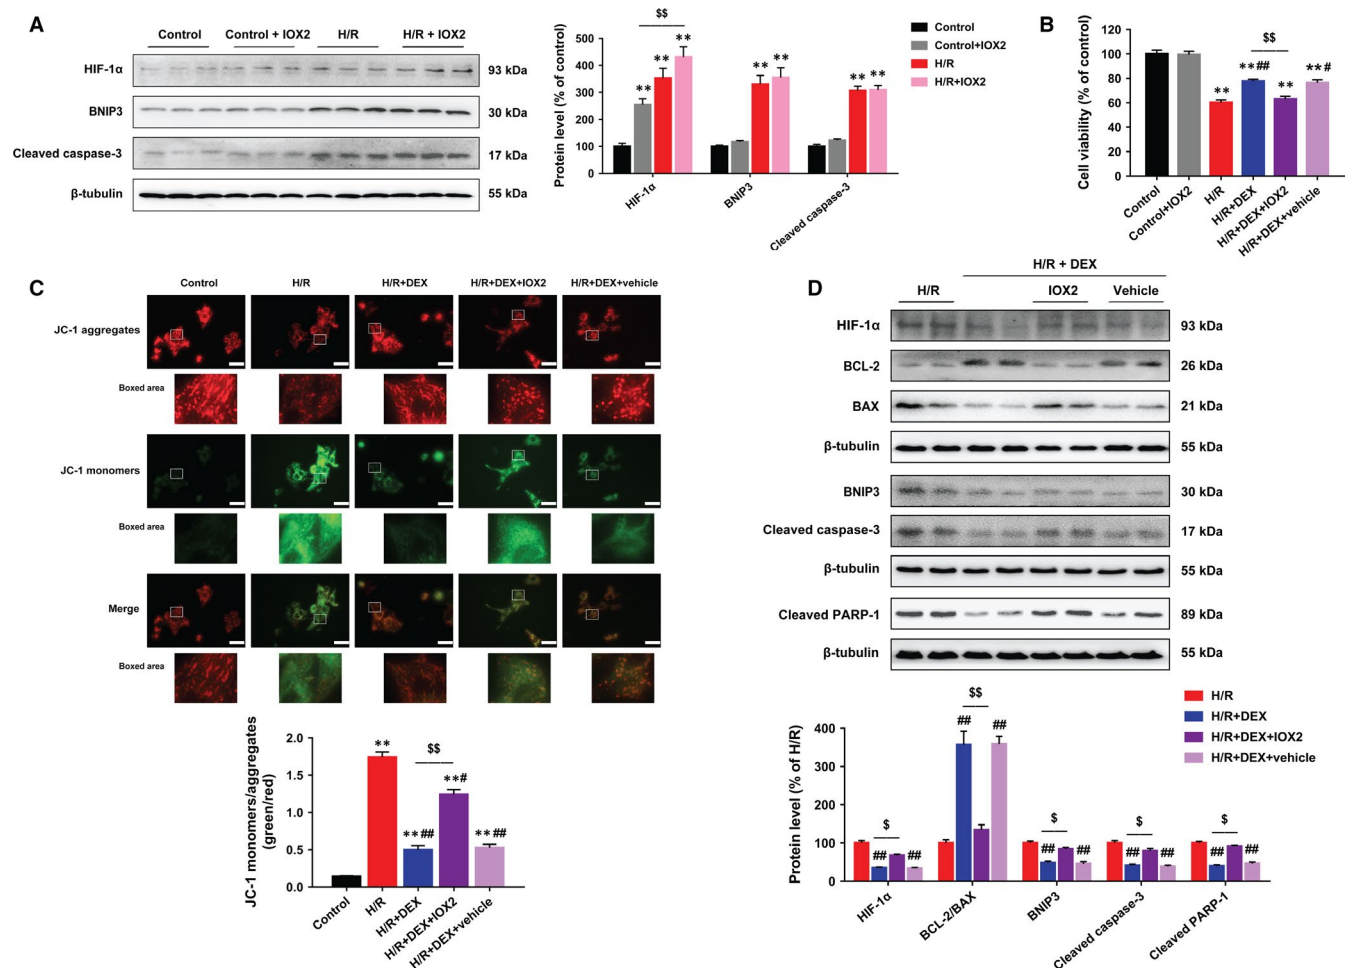 A
Control
Control + IOX2
H/R
H/R + IOX2
HIF-1α
93 kDa
BNIP3
30 kDa
Cleaved caspase-3
17 kDa
β-tubulin
55 kDa
Protein level (% of control)
500
400
300
200
100
0
$$
**
**
**
**
**
**
**
HIF-1α
BNIP3
Cleaved caspase-3
Control
Control+IOX2
H/R
H/R+IOX2
B
Cell viability (% of control)
120
100
80
60
40
20
0
$$
**
**##
**
**#
Control
Control+IOX2
H/R
H/R+DEX
H/R+DEX+IOX2
H/R+DEX+vehicle
C
Control
H/R
H/R+DEX
H/R+DEX+IOX2
H/R+DEX+vehicle
JC-1 aggregates
Boxed area
JC-1 monomers
Boxed area
Merge
Boxed area
JC-1 monomers/aggregates
(green/red)
2.0
1.5
1.0
0.5
0.0
**
$$
**##
**#
**##
Control
H/R
H/R+DEX
H/R+DEX+IOX2
H/R+DEX+vehicle
D
H/R + DEX
H/R
IOX2
Vehicle
HIF-1α
93 kDa
BCL-2
26 kDa
BAX
21 kDa
β-tubulin
55 kDa
BNIP3
30 kDa
Cleaved caspase-3
17 kDa
β-tubulin
55 kDa
Cleaved PARP-1
89 kDa
β-tubulin
55 kDa
Protein level (% of H/R)
400
300
200
100
0
$
##
##
$$
##
##
$
##
##
$
##
##
$
##
##
HIF-1α
BCL-2/BAX
BNIP3
Cleaved caspase-3
Cleaved PARP-1
H/R
H/R+DEX
H/R+DEX+IOX2
H/R+DEX+vehicle